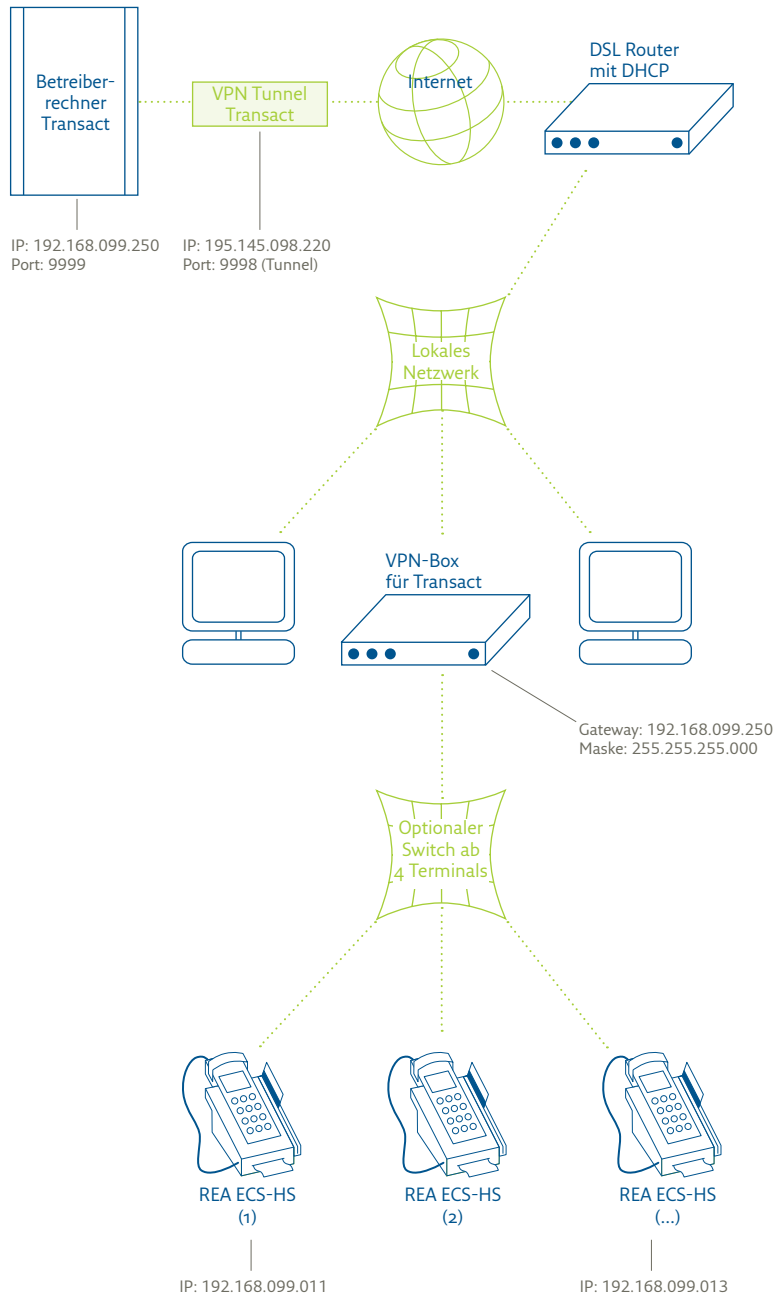 Betreiber-
rechner
Transact
VPN Tunnel
Transact
Internet
DSL Router
mit DHCP
IP: 192.168.099.250
Port: 9999
IP: 195.145.098.220
Port: 9998 (Tunnel)
Lokales
Netzwerk
VPN-Box
für Transact
Gateway: 192.168.099.250
Maske: 255.255.255.000
Optionaler
Switch ab
4 Terminals
REA ECS-HS
(1)
REA ECS-HS
(2)
REA ECS-HS
(...)
IP: 192.168.099.011
IP: 192.168.099.013